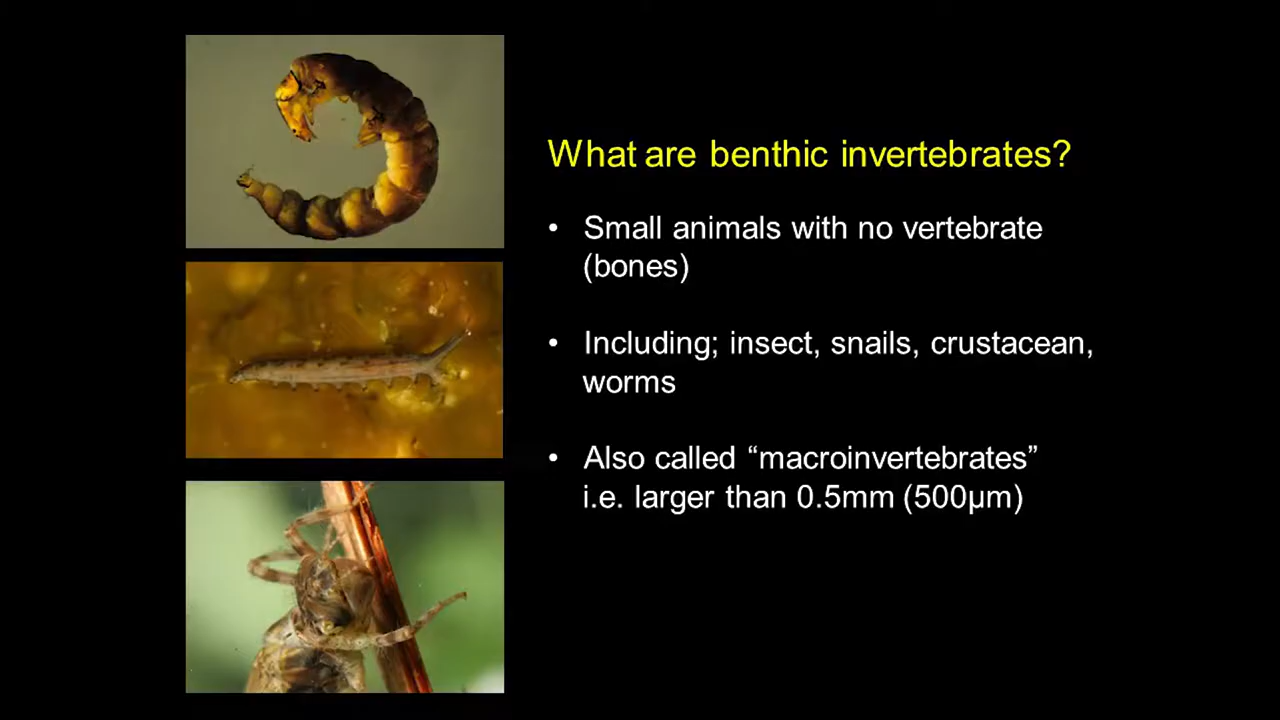 What are benthic invertebrates?
• Small animals with no vertebrate
(bones)
• Including; insect, snails, crustacean,
worms
• Also called “macroinvertebrates”
i.e. larger than 0.5mm (500µm)